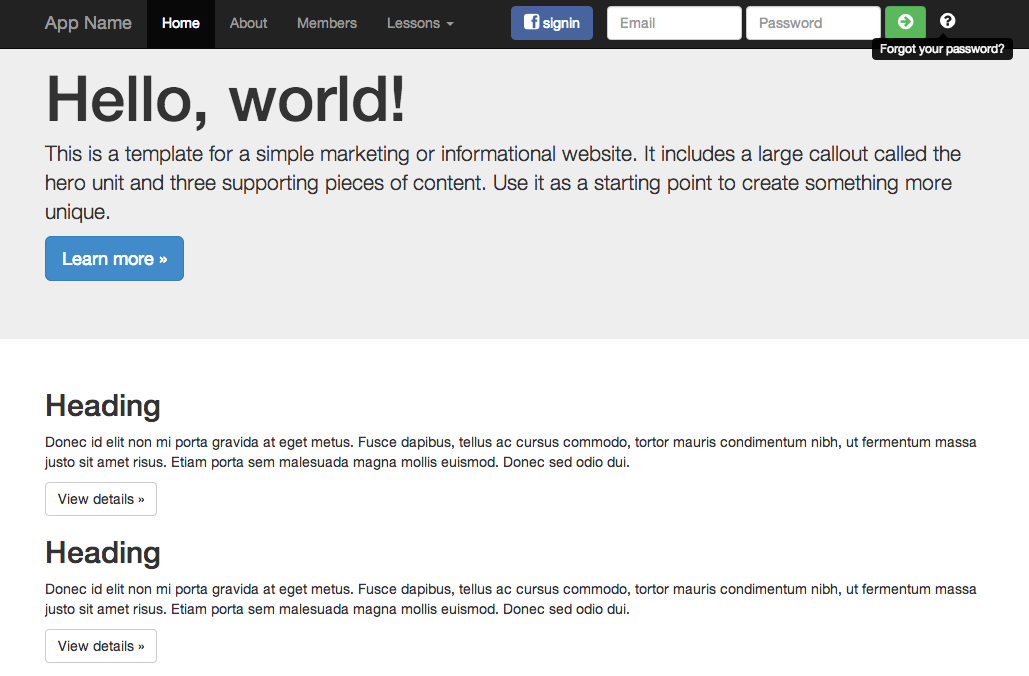 App Name Home About Members Lessons signin Email Password
Forgot your password?
Hello, world!
This is a template for a simple marketing or informational website. It includes a large callout called the
hero unit and three supporting pieces of content. Use it as a starting point to create something more
unique.
Learn more »
Heading
Donec id elit non mi porta gravida at eget metus. Fusce dapibus, tellus ac cursus commodo, tortor mauris condimentum nibh, ut fermentum massa
justo sit amet risus. Etiam porta sem malesuada magna mollis euismod. Donec sed odio dui.
View details »
Heading
Donec id elit non mi porta gravida at eget metus. Fusce dapibus, tellus ac cursus commodo, tortor mauris condimentum nibh, ut fermentum massa
justo sit amet risus. Etiam porta sem malesuada magna mollis euismod. Donec sed odio dui.
View details »